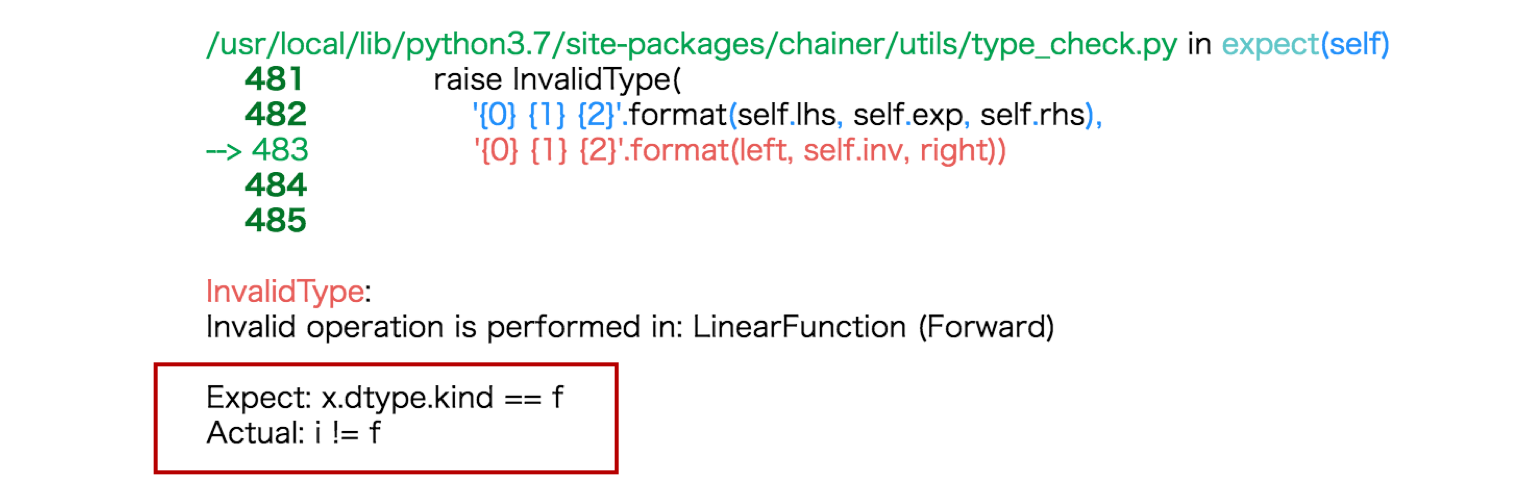 /usr/local/lib/python3.7/site-packages/chainer/utils/type_check.py in expect(self)
481 raise InvalidType(
482 '{0} {1} {2}'.format(self.lhs, self.exp, self.rhs),
--> 483 '{0} {1} {2}'.format(left, self.inv, right))
484
485
InvalidType:
Invalid operation is performed in: LinearFunction (Forward)
Expect: x.dtype.kind == f
Actual: i != f